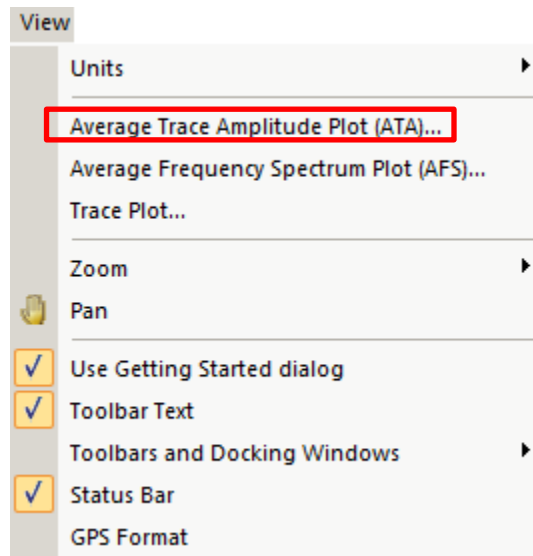 View
Units
Average Trace Amplitude Plot (ATA)...
Average Frequency Spectrum Plot (AFS)...
Trace Plot...
Zoom
Pan
Use Getting Started dialog
Toolbar Text
Toolbars and Docking Windows
Status Bar
GPS Format